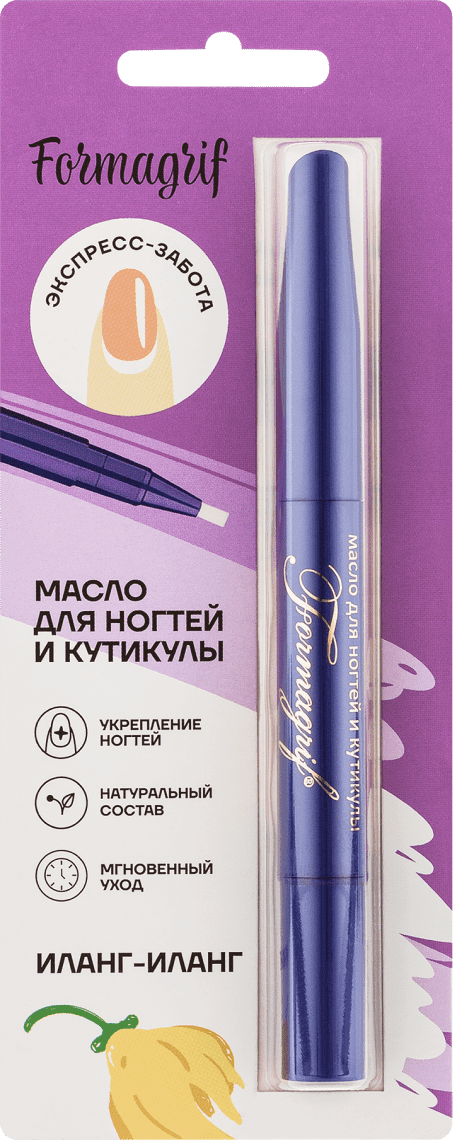 Formagrif
ЭКСПРЕСС-ЗАБОТА
МАСЛО
ДЛЯ НОГТЕЙ
И КУТИКУЛЫ
УКРЕПЛЕНИЕ
НОГТЕЙ
НАТУРАЛЬНЫЙ
СОСТАВ
МГНОВЕННЫЙ
УХОД
ИЛАНГ-ИЛАНГ
масло для ногтей и кутикулы
Formagrif®